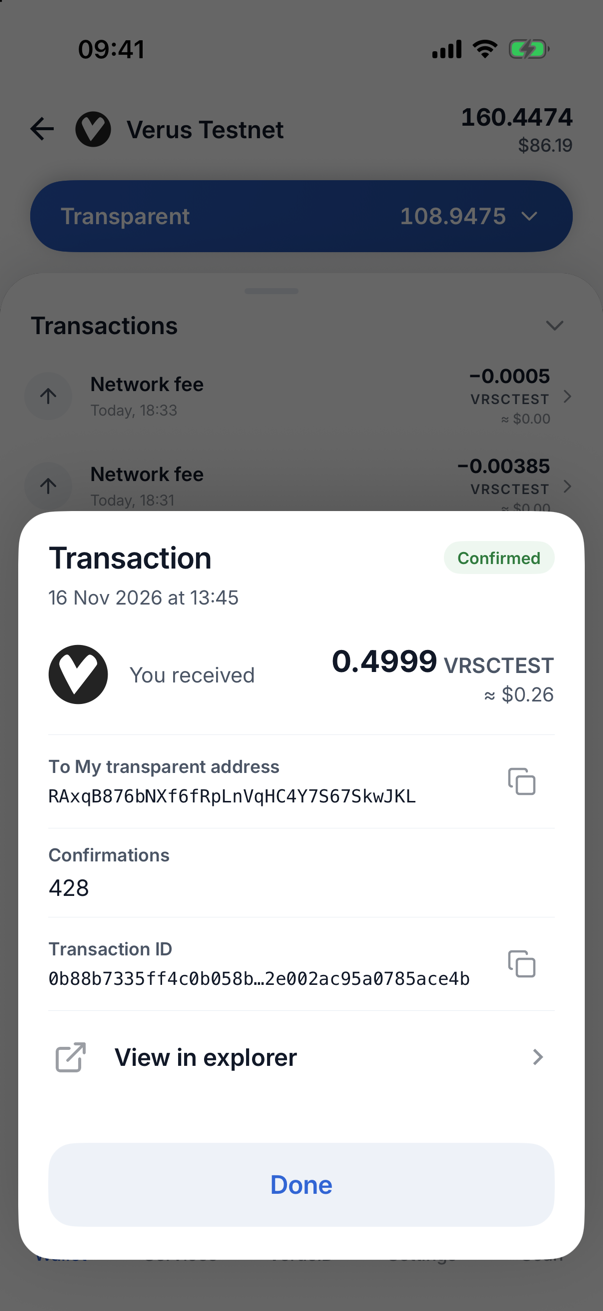 09:41
Verus Testnet
160.4474
$86.19
Transparent
108.9475
Transactions
Network fee
−0.0005
Today, 18:33
VRSCTEST
≈ $0.00
Network fee
−0.00385
Today, 18:31
VRSCTEST
≈ $0.00
Transaction
Confirmed
16 Nov 2026 at 13:45
You received
0.4999 VRSCTEST
≈ $0.26
To My transparent address
RAxqB876bNXf6fRpLnVqHC4Y7S67SkwJKL
Confirmations
428
Transaction ID
0b88b7335ff4c0b058b…2e002ac95a0785ace4b
View in explorer
Done